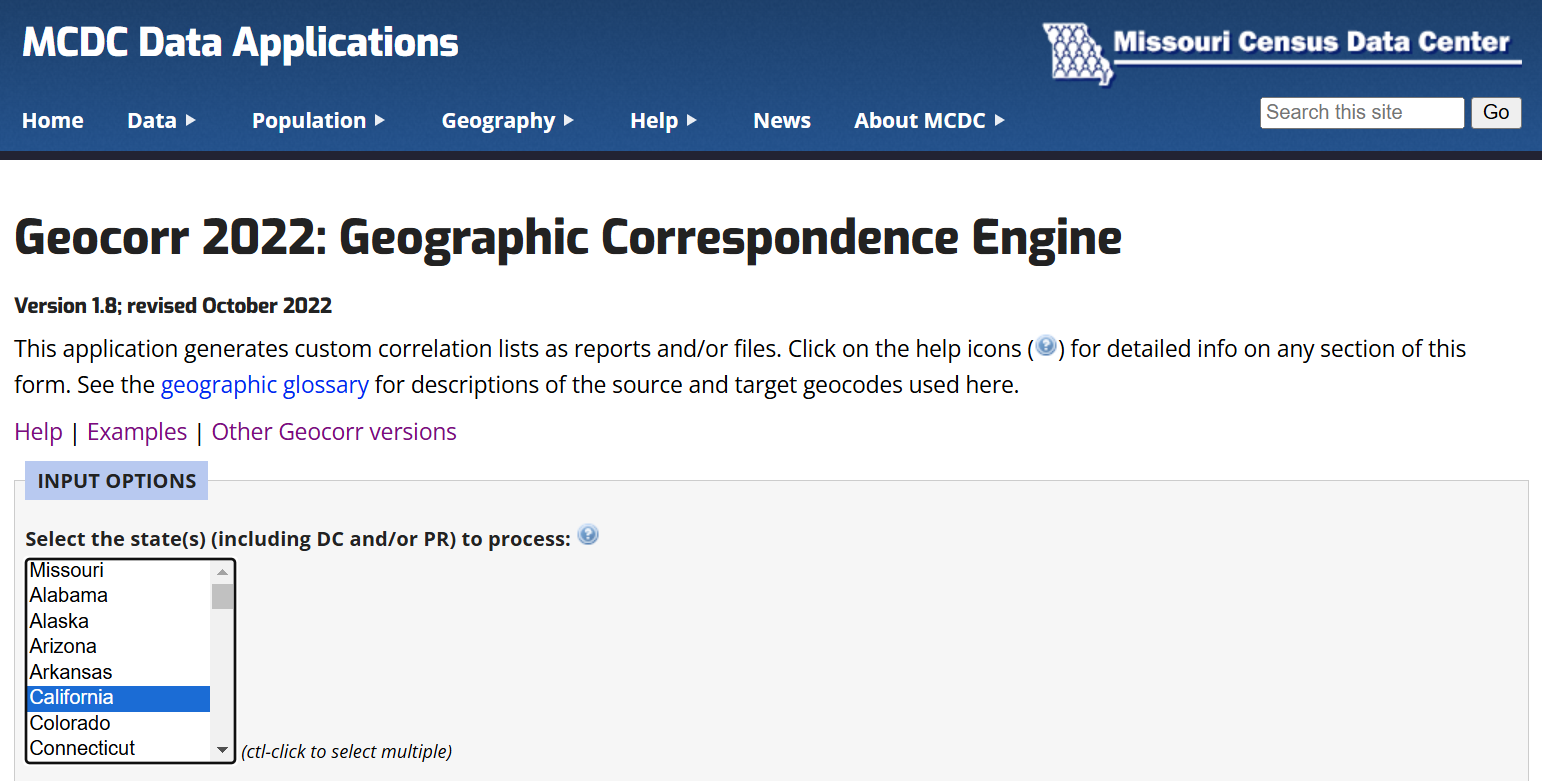 MCDC Data Applications
Missouri Census Data Center
Home Data Population Geography Help News About MCDC
Search this site Go
Geocorr 2022: Geographic Correspondence Engine
Version 1.8; revised October 2022
This application generates custom correlation lists as reports and/or files. Click on the help icons (?) for detailed info on any section of this
form. See the geographic glossary for descriptions of the source and target geocodes used here.
Help | Examples | Other Geocorr versions
INPUT OPTIONS
Select the state(s) (including DC and/or PR) to process: ?
Missouri
Alabama
Alaska
Arizona
Arkansas
California
Colorado
Connecticut
(ctl-click to select multiple)